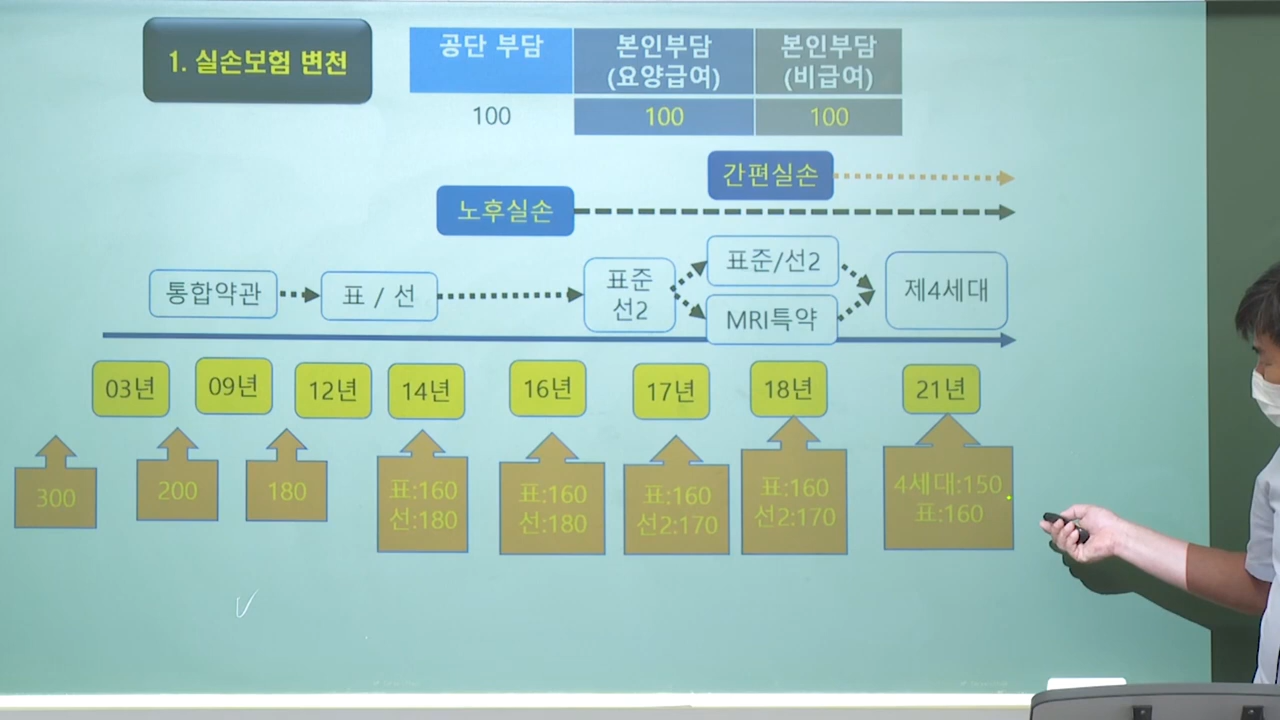 1. 실손보험 변천
공단 부담
본인부담
(요양급여)
본인부담
(비급여)
100
100
100
간편실손
노후실손
통합약관
표 / 선
표준
선2
표준/선2
MRI특약
제4세대
03년
09년
12년
14년
16년
17년
18년
21년
300
200
180
표:160
선:180
표:160
선:180
표:160
선2:170
표:160
선2:170
4세대:150
표:160